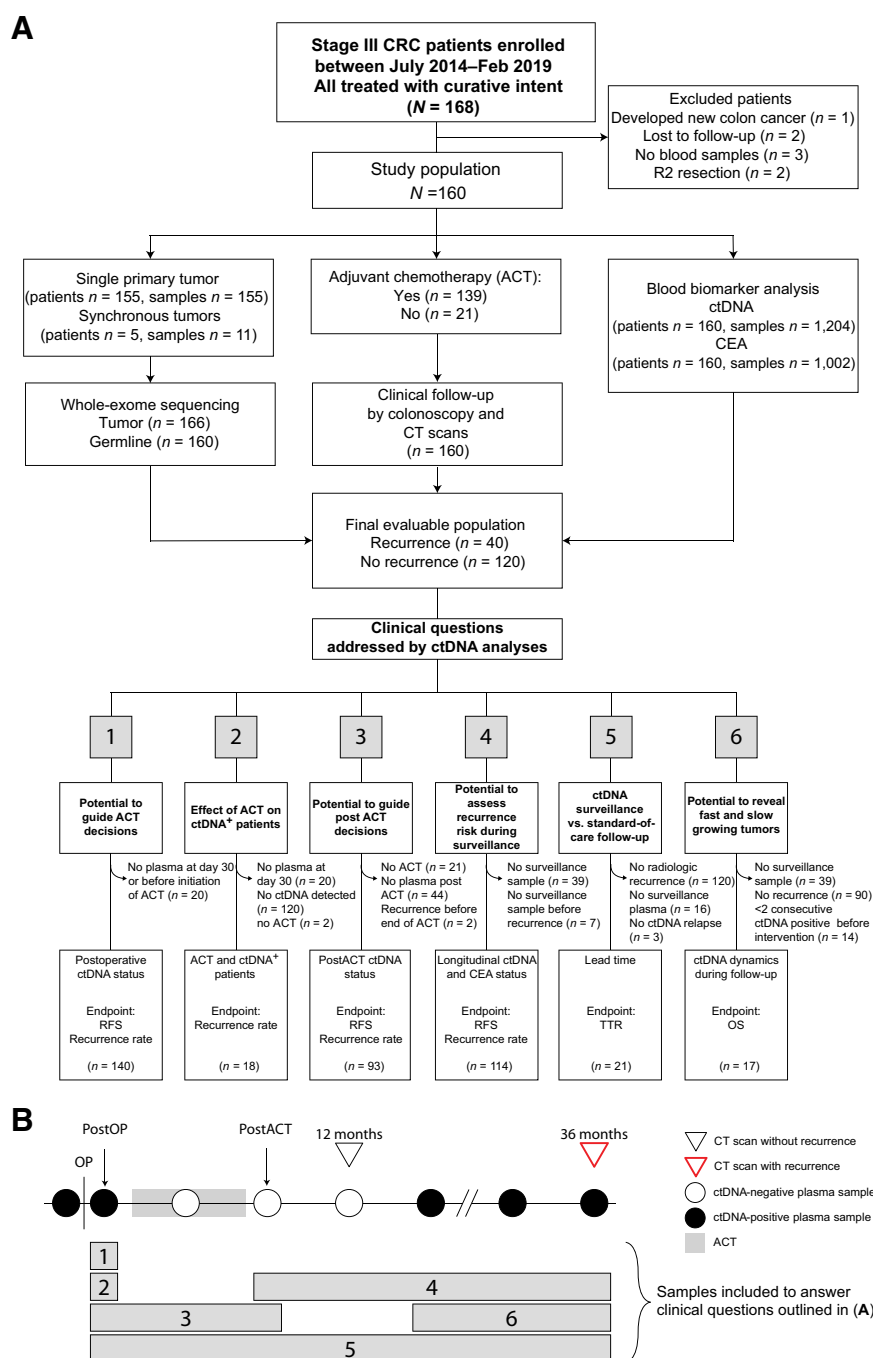 A
Stage III CRC patients enrolled
between July 2014–Feb 2019
All treated with curative intent
(N = 168)
Excluded patients
Developed new colon cancer (n = 1)
Lost to follow-up (n = 2)
No blood samples (n = 3)
R2 resection (n = 2)
Study population
N =160
Single primary tumor
(patients n = 155, samples n = 155)
Synchronous tumors
(patients n = 5, samples n = 11)
Adjuvant chemotherapy (ACT):
Yes (n = 139)
No (n = 21)
Blood biomarker analysis
ctDNA
(patients n = 160, samples n = 1,204)
CEA
(patients n = 160, samples n = 1,002)
Whole-exome sequencing
Tumor (n = 166)
Germline (n = 160)
Clinical follow-up
by colonoscopy and
CT scans
(n = 160)
Final evaluable population
Recurrence (n = 40)
No recurrence (n = 120)
Clinical questions
addressed by ctDNA analyses
1
2
3
4
5
6
Potential to
guide ACT
decisions
Effect of ACT on
ctDNA+ patients
Potential to guide
post ACT decisions
Potential to
assess
recurrence
risk during
surveillance
ctDNA
surveillance
vs. standard-of-
care follow-up
Potential to reveal
fast and slow
growing tumors
No plasma at day 30
or before initiation
of ACT (n = 20)
No plasma at
day 30 (n = 20)
No ctDNA detected
(n = 120)
no ACT (n = 2)
No ACT (n = 21)
No plasma post
ACT (n = 44)
Recurrence before
end of ACT (n = 2)
No surveillance
sample (n = 39)
No surveillance
sample before
recurrence (n = 7)
No radiologic
recurrence (n = 120)
No surveillance
plasma (n = 16)
No ctDNA relapse
(n = 3)
No surveillance
sample (n = 39)
No recurrence (n = 90)
<2 consecutive
ctDNA positive before
intervention (n = 14)
Postoperative
ctDNA status
Endpoint:
RFS
Recurrence rate
(n = 140)
ACT and ctDNA+
patients
Endpoint:
Recurrence rate
(n = 18)
PostACT ctDNA
status
Endpoint:
RFS
Recurrence rate
(n = 93)
Longitudinal ctDNA
and CEA status
Endpoint:
RFS
Recurrence rate
(n = 114)
Lead time
Endpoint:
TTR
(n = 21)
ctDNA dynamics
during follow-up
Endpoint:
OS
(n = 17)
B
PostOP
OP
PostACT
12 months
36 months
CT scan without recurrence
CT scan with recurrence
ctDNA-negative plasma sample
ctDNA-positive plasma sample
ACT
1
2
4
3
6
5
Samples included to answer
clinical questions outlined in (A)